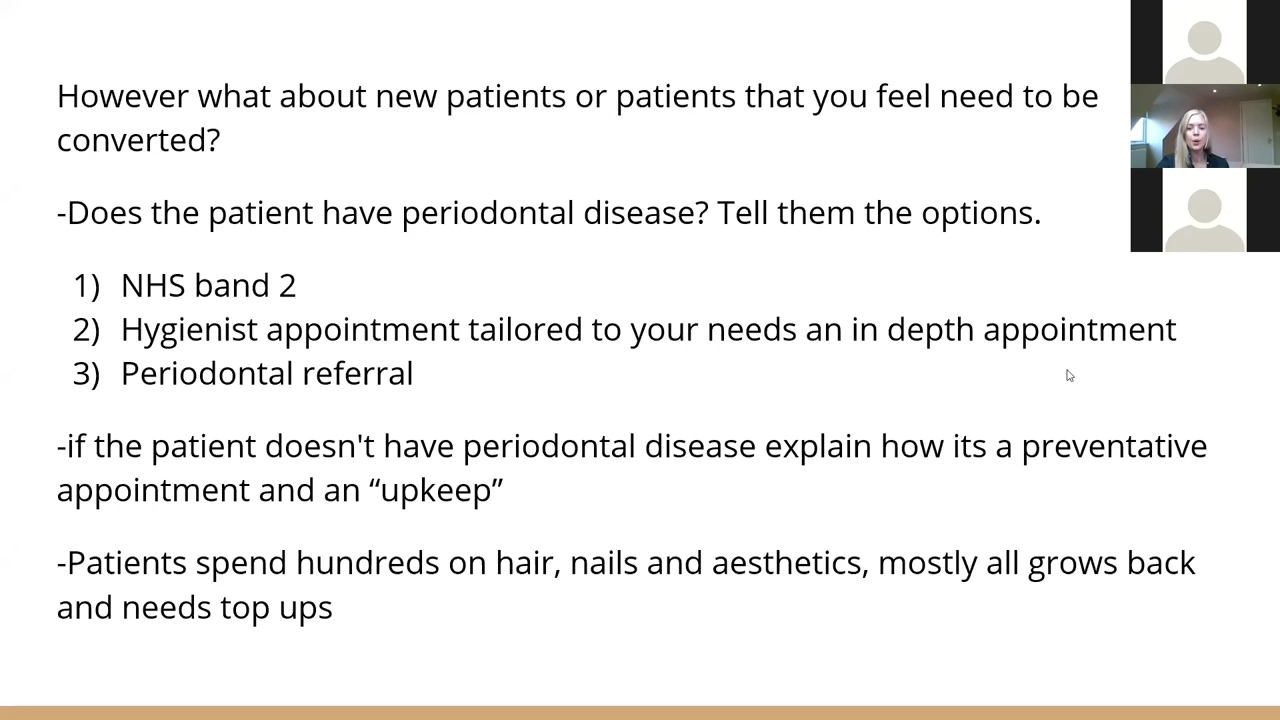 However what about new patients or patients that you feel need to be
converted?
-Does the patient have periodontal disease? Tell them the options.
1) NHS band 2
2) Hygienist appointment tailored to your needs an in depth appointment
3) Periodontal referral
-if the patient doesn't have periodontal disease explain how its a preventative
appointment and an “upkeep”
-Patients spend hundreds on hair, nails and aesthetics, mostly all grows back
and needs top ups